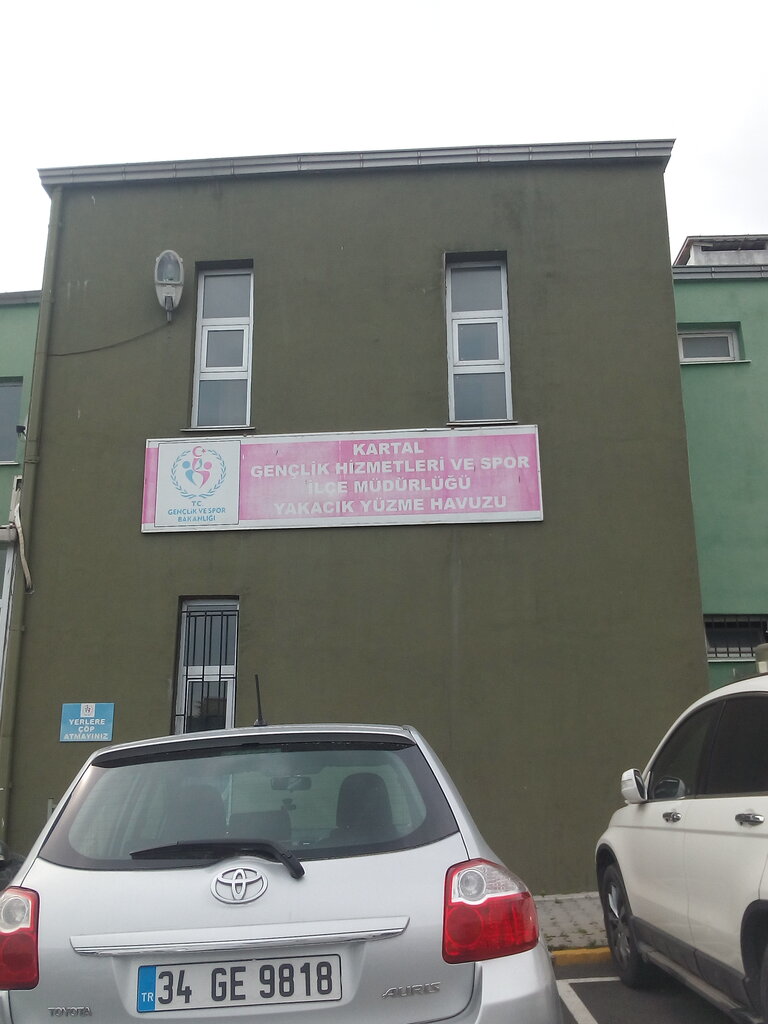 KARTAL
GENÇLİK HİZMETLERİ VE SPOR
İLÇE MÜDÜRLÜĞÜ
YAKACIK YÜZME HAVUZU
T.C.
GENÇLİK VE SPOR
BAKANLIĞI
YERLERE
ÇÖP
ATMAYINIZ
TR 34 GE 9818
TOYOTA
AURIS